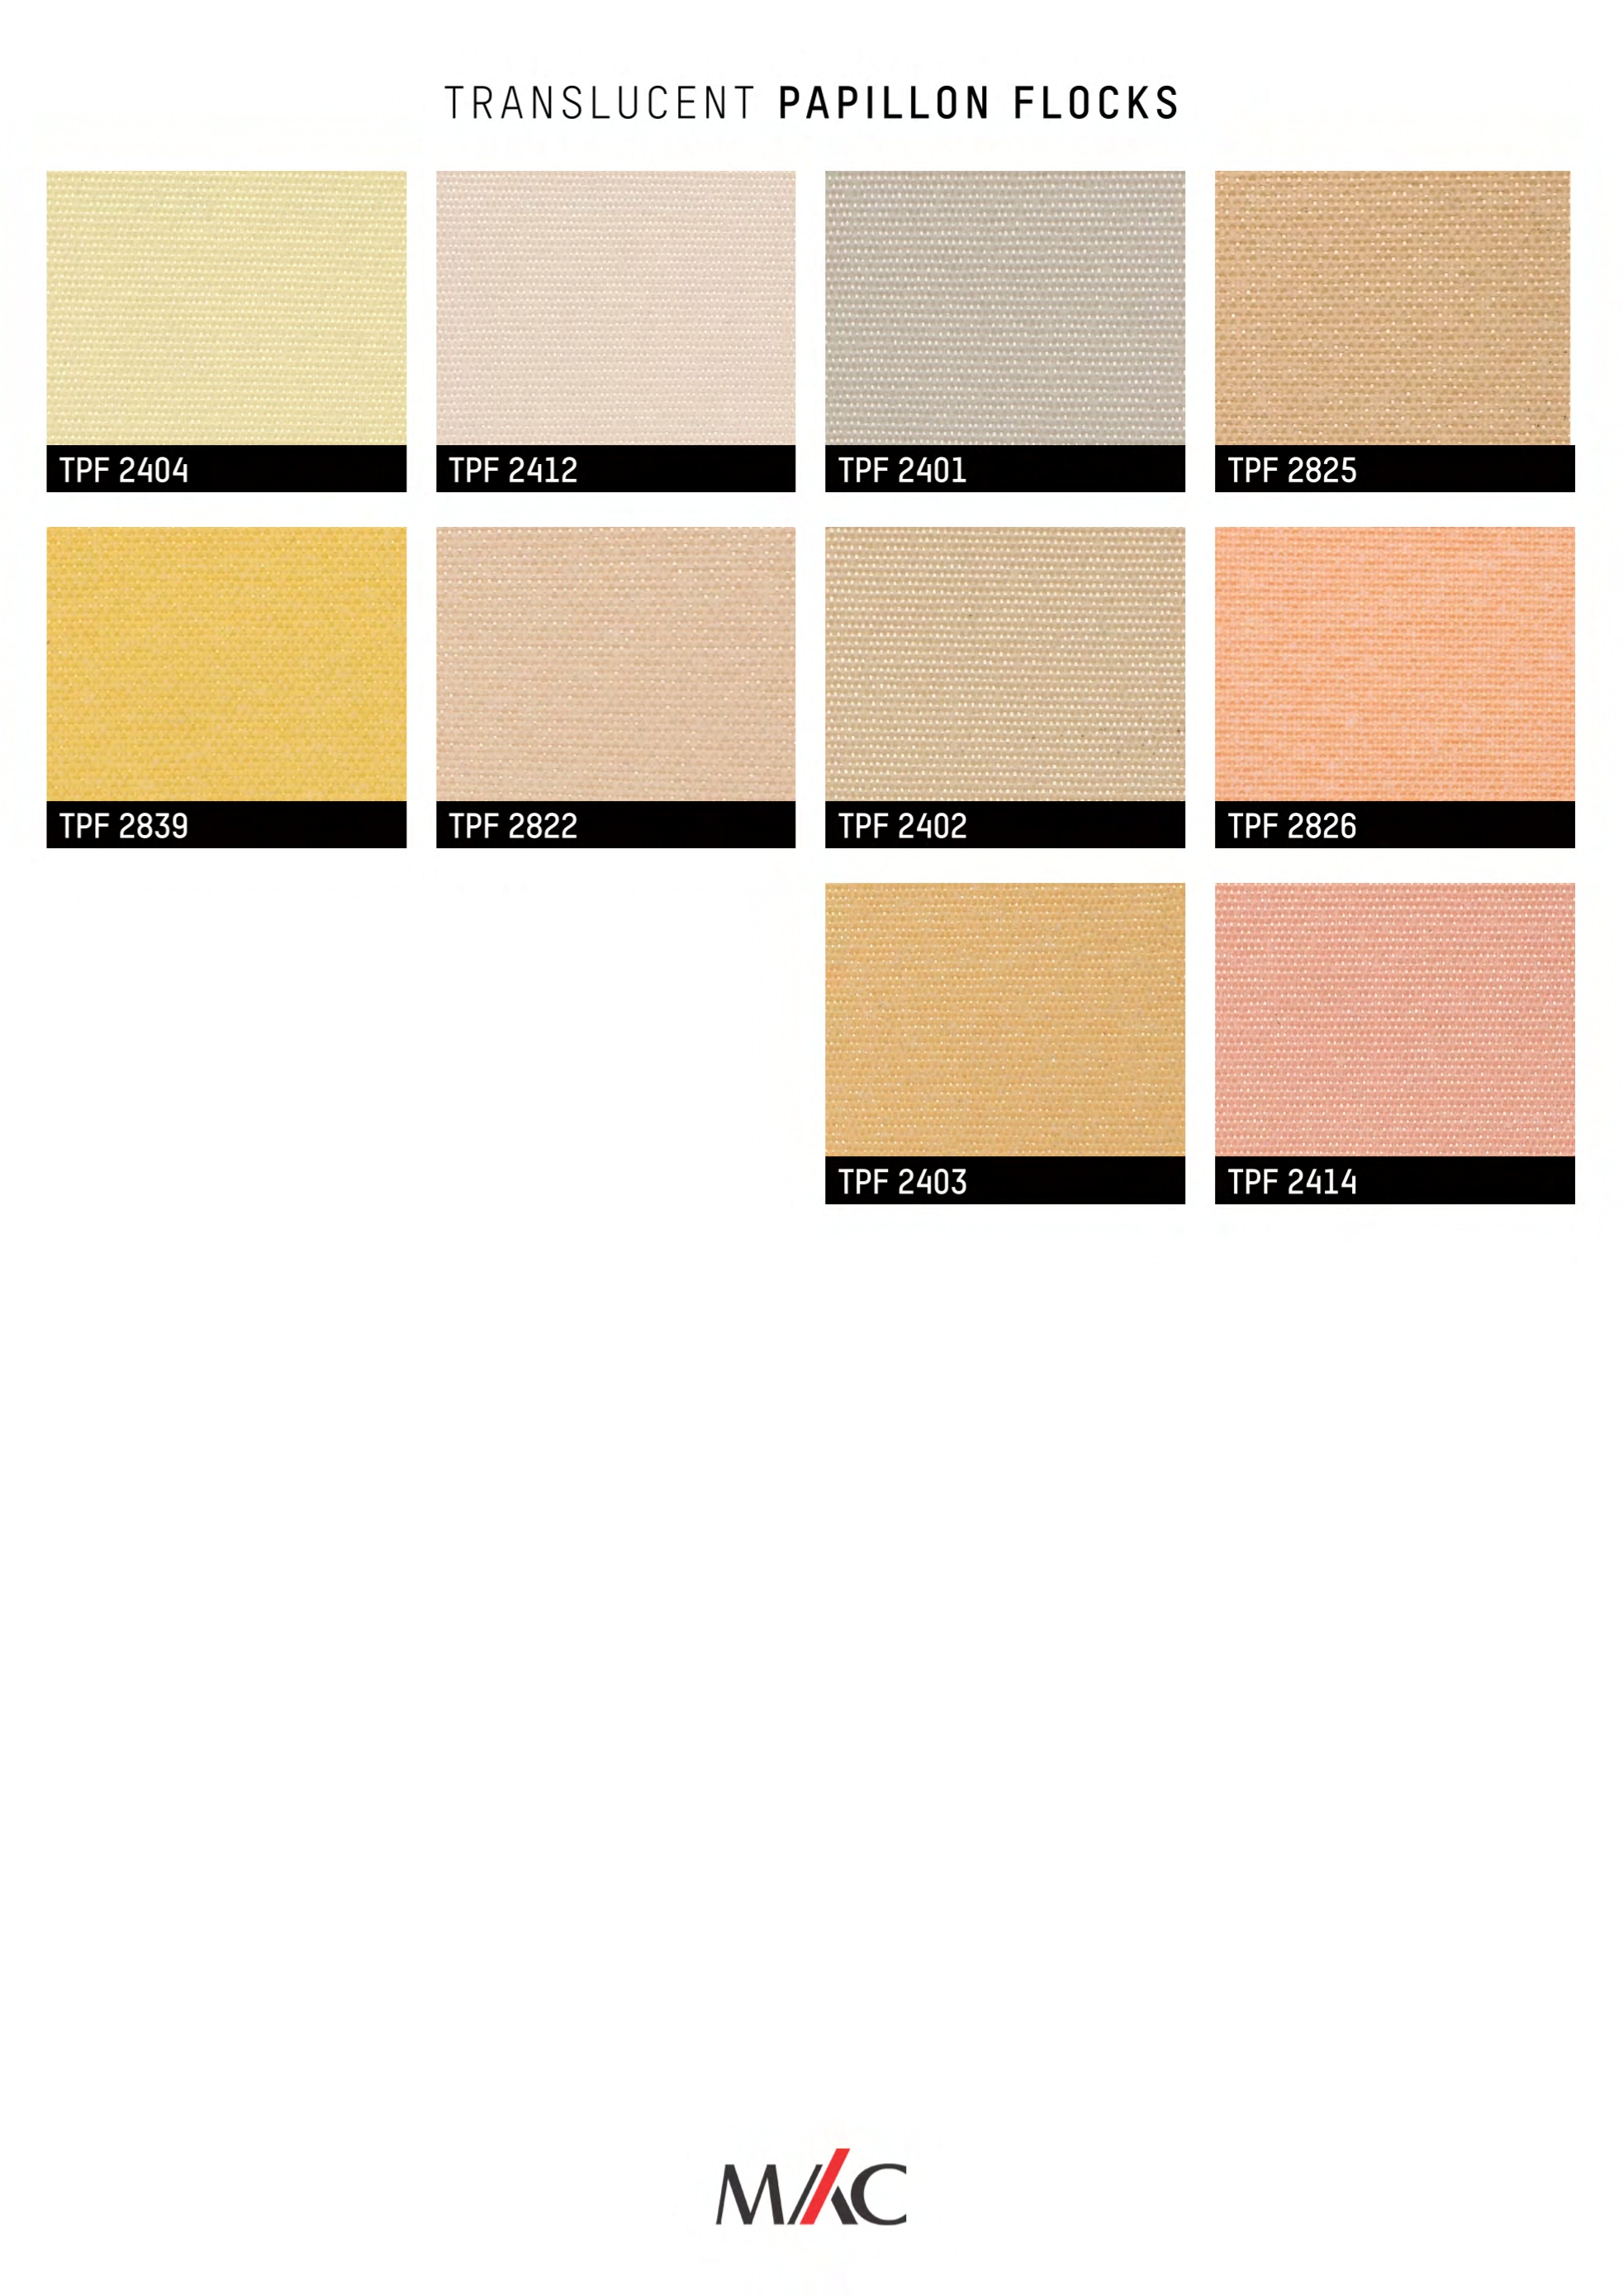 TRANSLUCENT PAPILLON FLOCKS
TPF 2404
TPF 2412
TPF 2401
TPF 2825
TPF 2839
TPF 2822
TPF 2402
TPF 2826
TPF 2403
TPF 2414
MAC